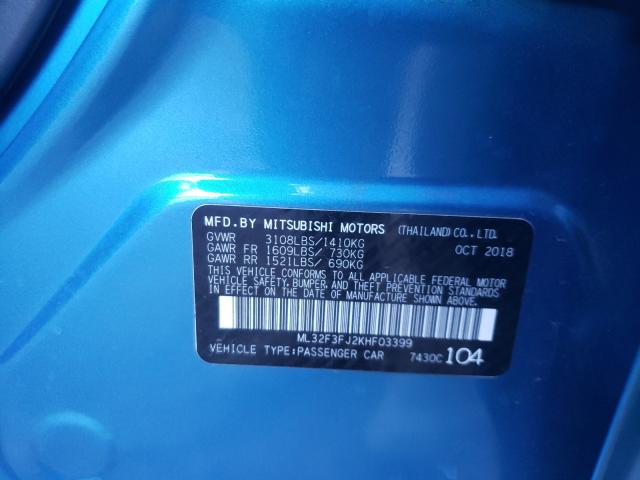 MFD.BY MITSUBISHI MOTORS (THAILAND) CO., LTD.
GVWR 3108LBS/1410KG OCT 2018
GAWR FR 1609LBS/ 730KG
GAWR RR 1521LBS/ 690KG
THIS VEHICLE CONFORMS TO ALL APPLICABLE FEDERAL MOTOR
VEHICLE SAFETY, BUMPER, AND THEFT PREVENTION STANDARDS
IN EFFECT ON THE DATE OF MANUFACTURE SHOWN ABOVE.
ML32F3FJ2KHF03399
VEHICLE TYPE:PASSENGER CAR 7430C 104